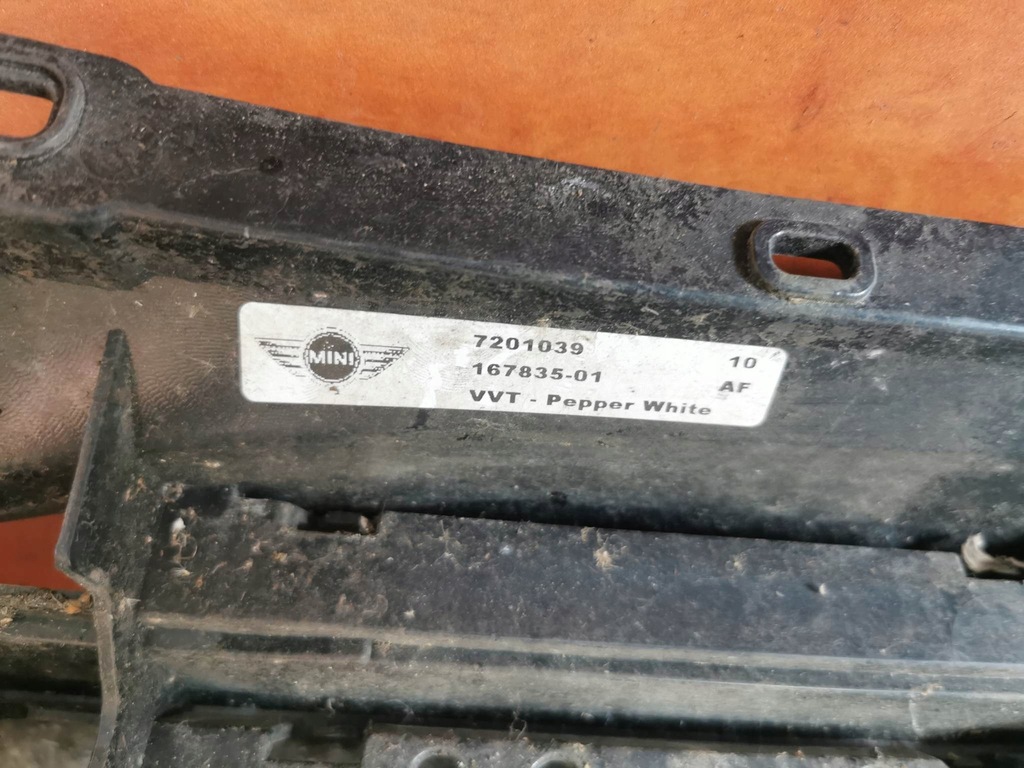 MINI
7201039
167835-01
VVT - Pepper White
10
AF